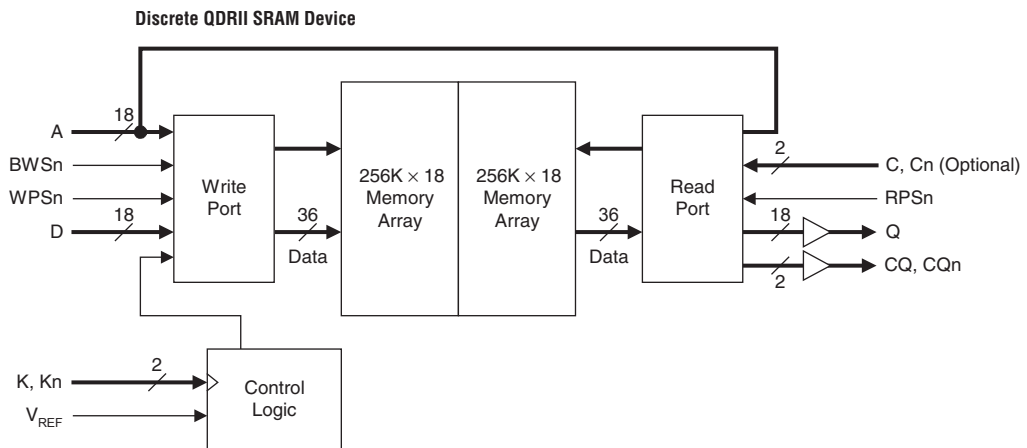 Discrete QDRII SRAM Device
A
18
BWSn
WPSn
D
18
Write
Port
36
Data
256K × 18
Memory
Array
256K × 18
Memory
Array
36
Data
Read
Port
2
C, Cn (Optional)
RPSn
18
Q
2
CQ, CQn
K, Kn
2
VREF
Control
Logic